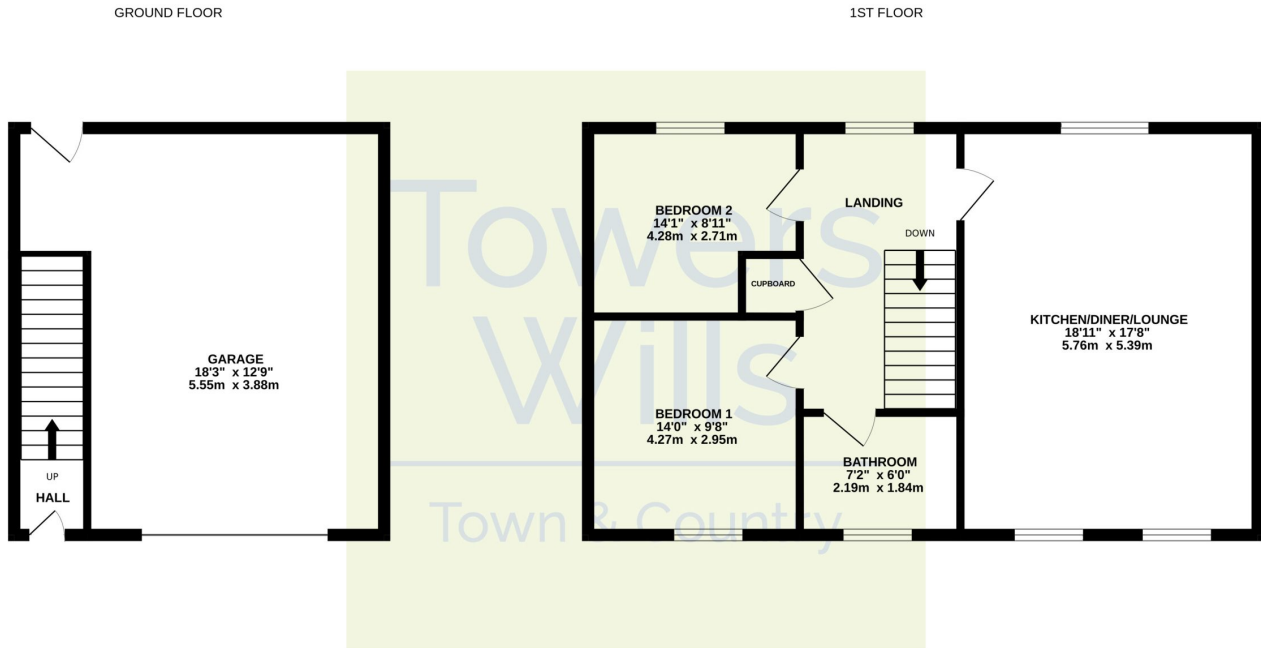 GROUND FLOOR
1ST FLOOR
Towers
Wills
Town & Country
GARAGE
18'3" x 12'9"
5.55m x 3.88m
UP
HALL
BEDROOM 2
14'1" x 8'11"
4.28m x 2.71m
LANDING
DOWN
CUPBOARD
KITCHEN/DINER/LOUNGE
18'11" x 17'8"
5.76m x 5.39m
BEDROOM 1
14'0" x 9'8"
4.27m x 2.95m
BATHROOM
7'2" x 6'0"
2.19m x 1.84m